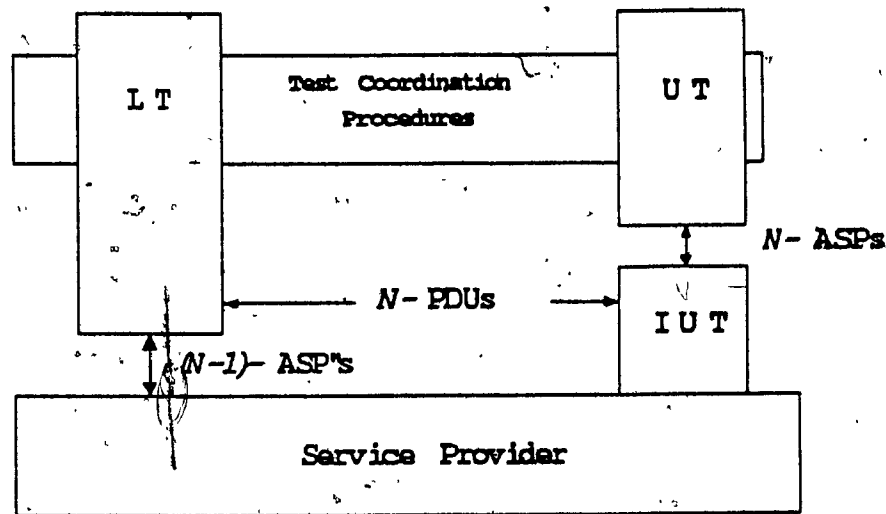 L T
Test Coordination
Procedures
U T
N- ASPs
N- PDUs
I U T
(N-1)- ASP"s
Service Provider